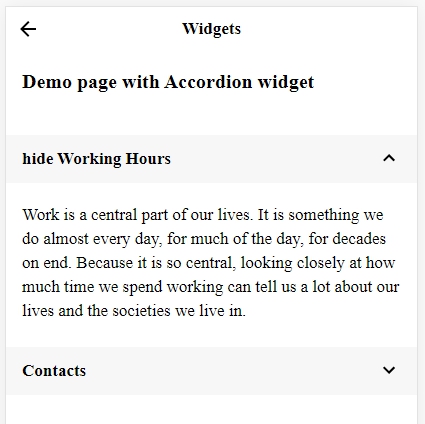 Widgets
Demo page with Accordion widget
hide Working Hours
Work is a central part of our lives. It is something we
do almost every day, for much of the day, for decades
on end. Because it is so central, looking closely at how
much time we spend working can tell us a lot about our
lives and the societies we live in.
Contacts